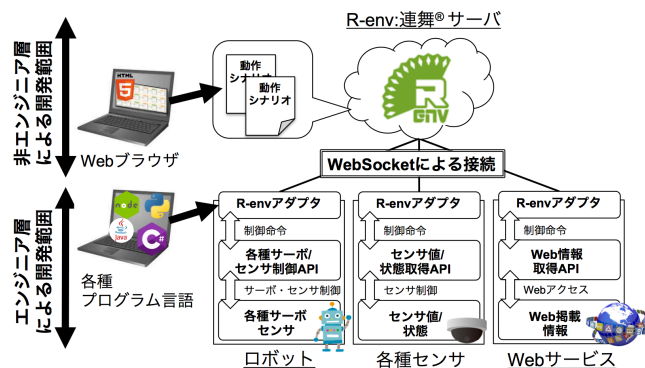 R-env:連舞® サーバ
非エンジニア層
による開発範囲
HTML
5
Webブラウザ
動作
シナリオ
動作
シナリオ
R
env
WebSocketによる接続
エンジニア層
による開発範囲
node
Java
C#
各種
プログラム言語
R-envアダプタ
制御命令
各種サーボ/
センサ制御API
サーボ・センサ制御
各種サーボ
センサ
ロボット
R-envアダプタ
制御命令
センサ値/
状態取得API
センサ制御
センサ値/
状態
各種センサ
R-envアダプタ
制御命令
Web情報
取得API
Webアクセス
Web掲載
情報
Webサービス